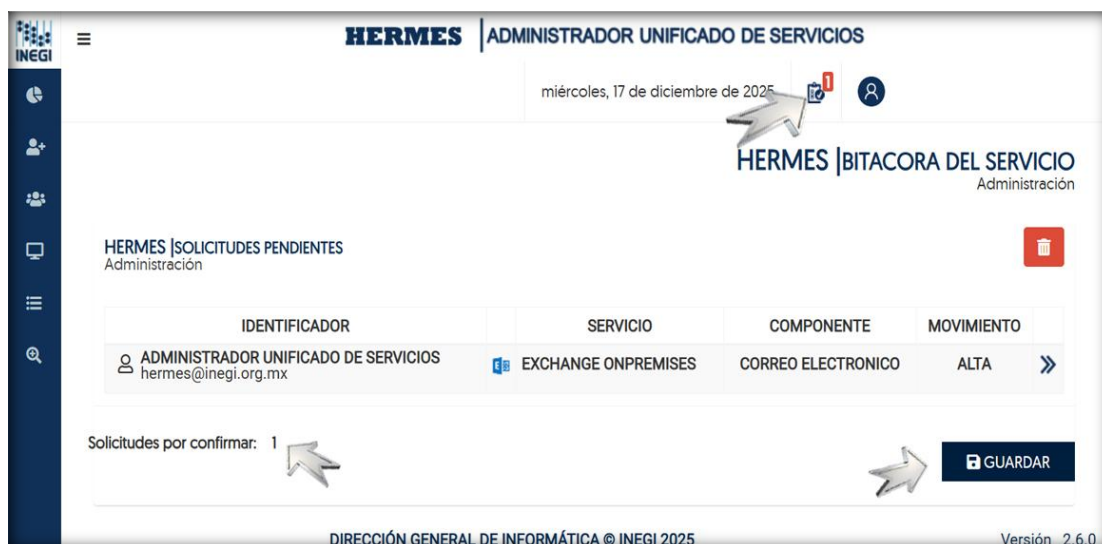 INEGI
HERMES | ADMINISTRADOR UNIFICADO DE SERVICIOS
miércoles, 17 de diciembre de 2025
1
HERMES | BITACORA DEL SERVICIO
Administración
HERMES | SOLICITUDES PENDIENTES
Administración
IDENTIFICADOR SERVICIO COMPONENTE MOVIMIENTO
ADMINISTRADOR UNIFICADO DE SERVICIOS EXCHANGE ONPREMISES CORREO ELECTRONICO ALTA
hermes@inegi.org.mx
Solicitudes por confirmar: 1
GUARDAR
DIRECCIÓN GENERAL DE INFORMÁTICA © INEGI 2025 Versión 2.6.0